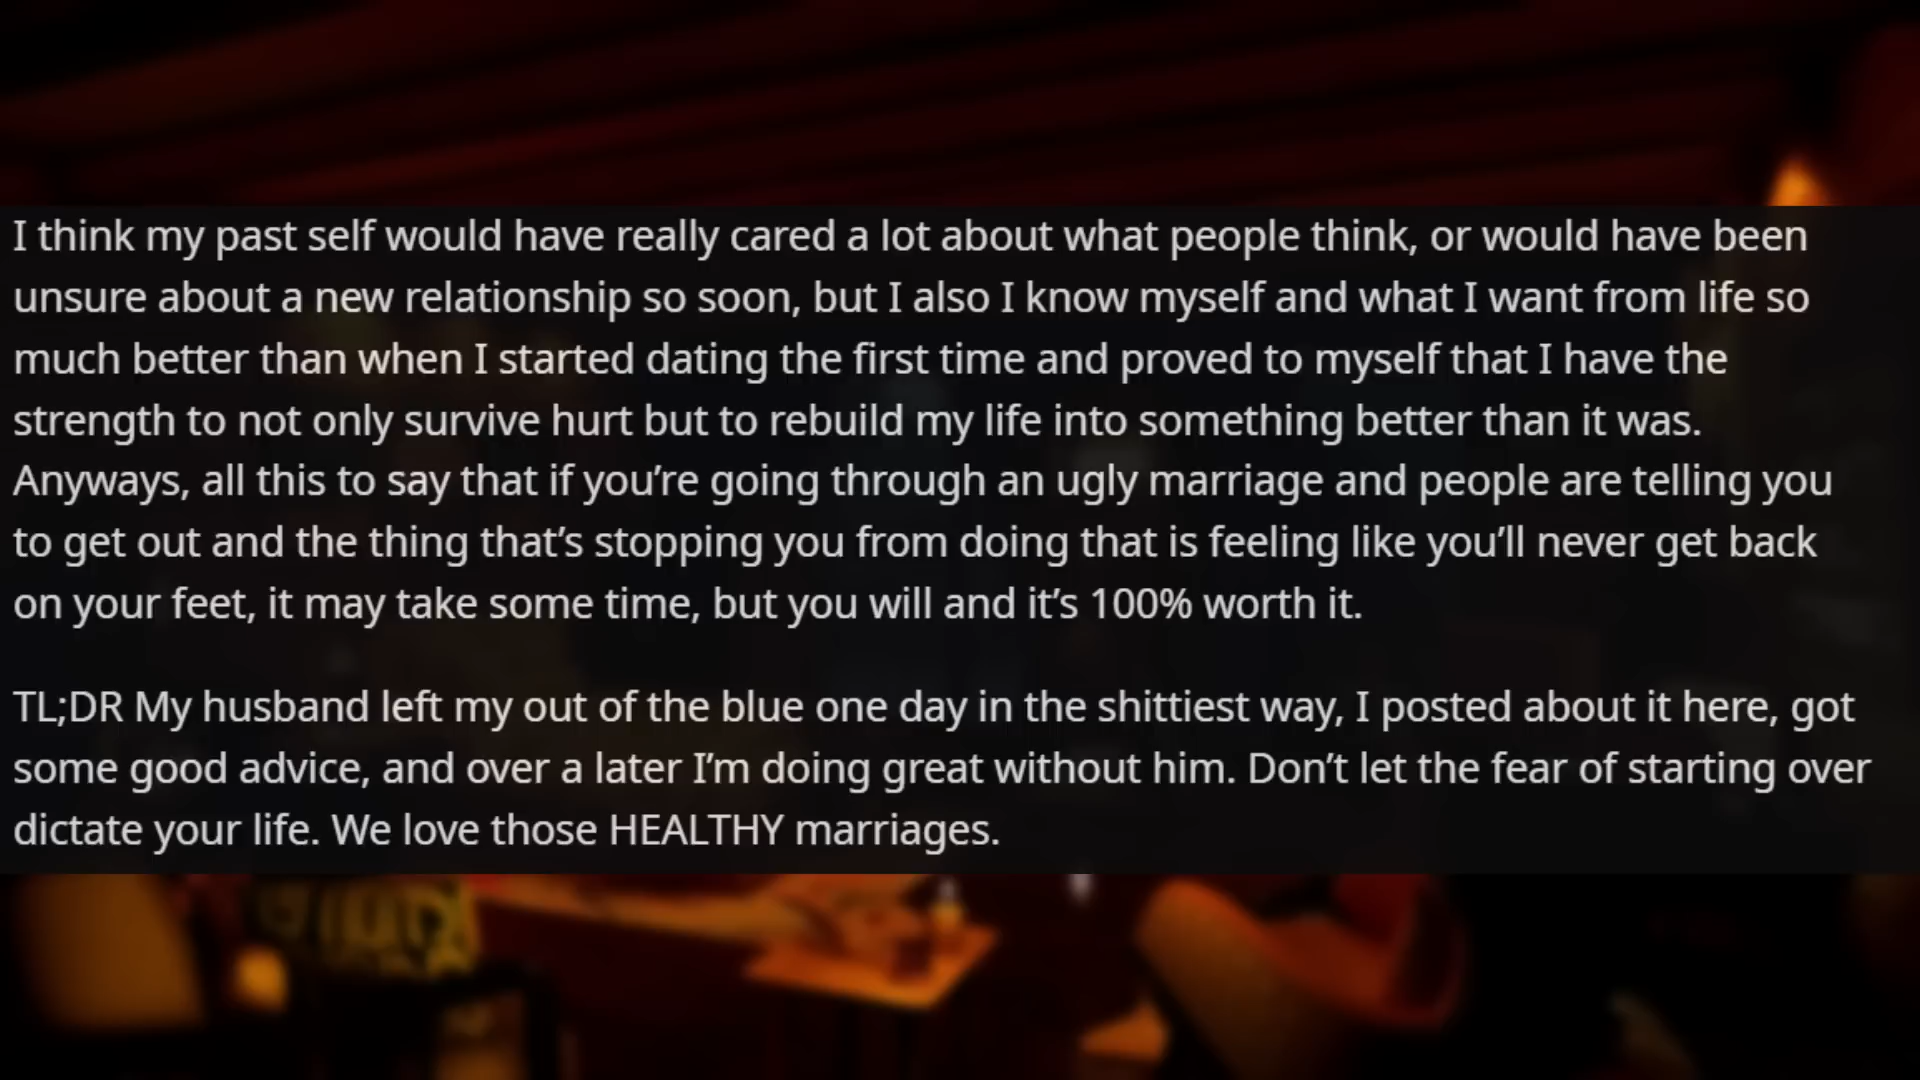 I think my past self would have really cared a lot about what people think, or would have been
unsure about a new relationship so soon, but I also I know myself and what I want from life so
much better than when I started dating the first time and proved to myself that I have the
strength to not only survive hurt but to rebuild my life into something better than it was.
Anyways, all this to say that if you’re going through an ugly marriage and people are telling you
to get out and the thing that’s stopping you from doing that is feeling like you’ll never get back
on your feet, it may take some time, but you will and it’s 100% worth it.
TL;DR My husband left my out of the blue one day in the shittiest way, I posted about it here, got
some good advice, and over a later I’m doing great without him. Don’t let the fear of starting over
dictate your life. We love those HEALTHY marriages.